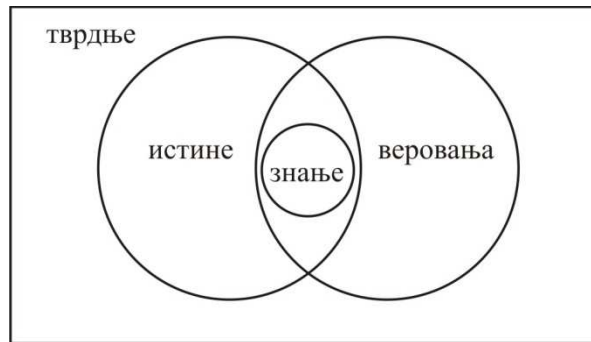 тврдње
истине
веровања
знање